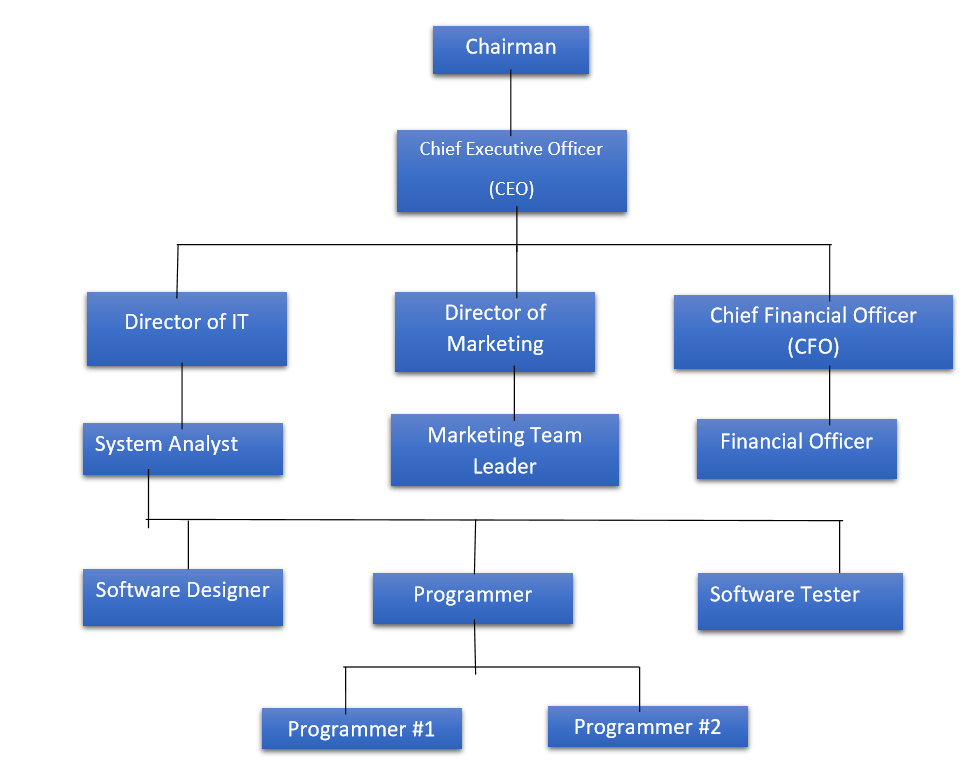 Chairman
Chief Executive Officer
(CEO)
Director of IT
Director of
Marketing
Chief Financial Officer
(CFO)
System Analyst
Marketing Team
Leader
Financial Officer
Software Designer
Programmer
Software Tester
Programmer #1
Programmer #2